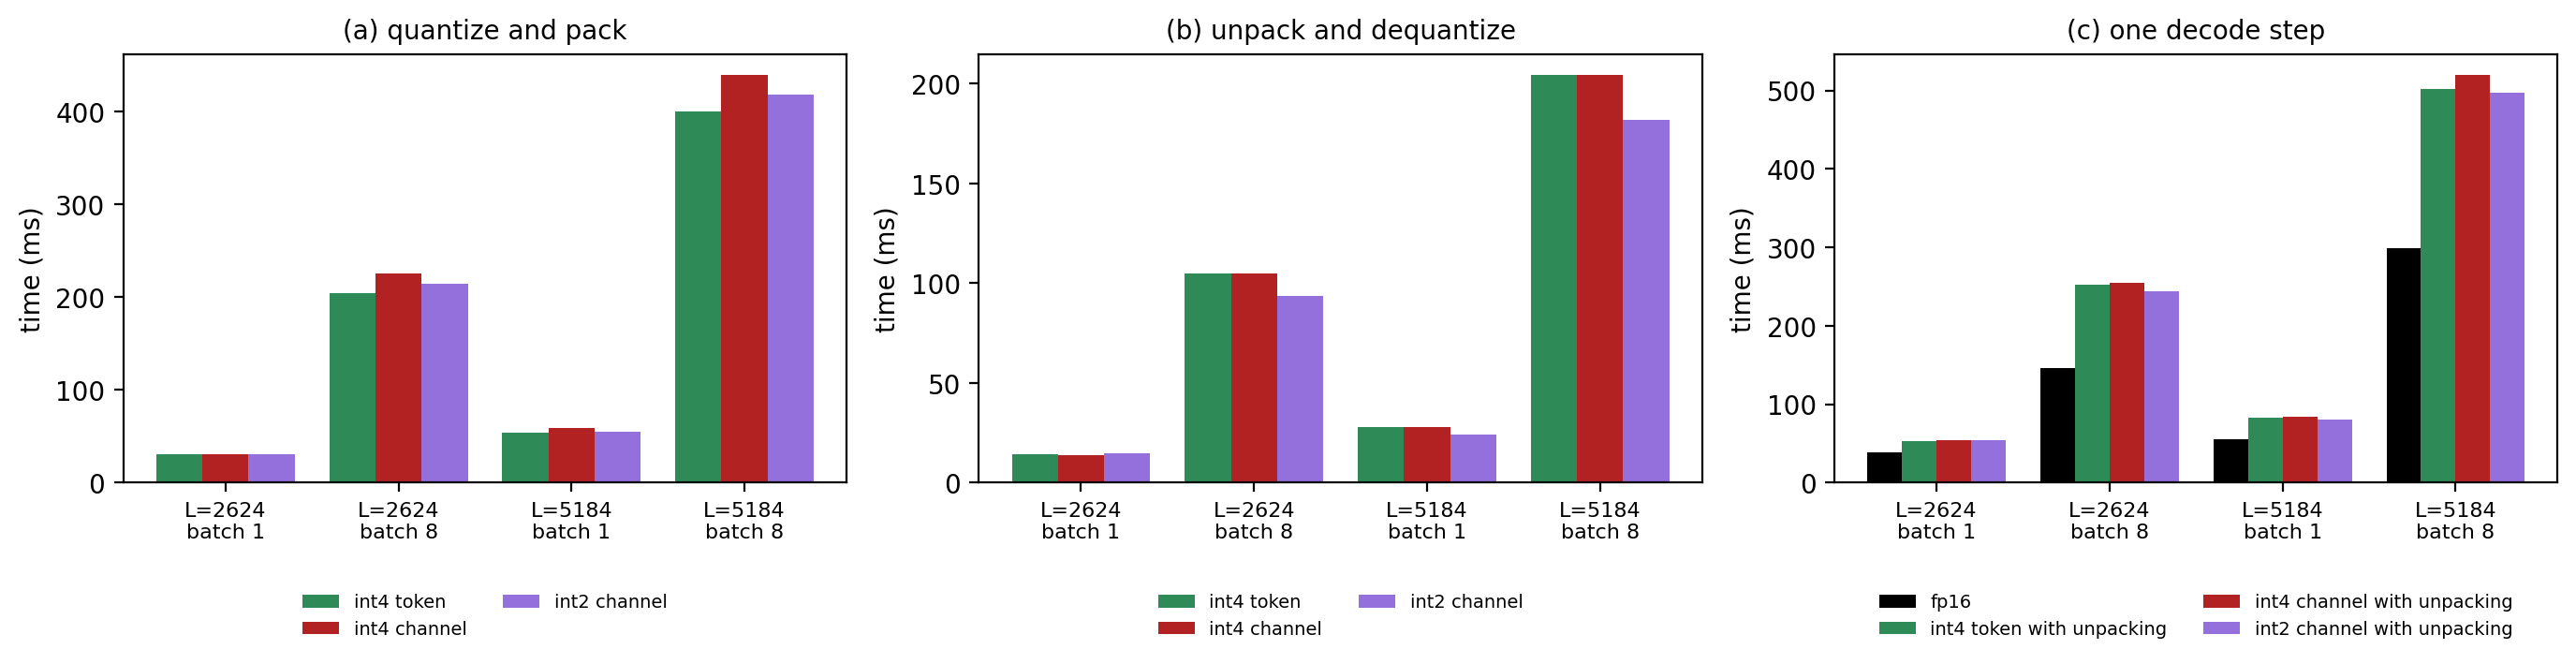 (a) quantize and pack
time (ms)
400
300
200
100
0
L=2624
batch 1
L=2624
batch 8
L=5184
batch 1
L=5184
batch 8
int4 token
int4 channel
int2 channel
(b) unpack and dequantize
time (ms)
200
150
100
50
0
L=2624
batch 1
L=2624
batch 8
L=5184
batch 1
L=5184
batch 8
int4 token
int4 channel
int2 channel
(c) one decode step
time (ms)
500
400
300
200
100
0
L=2624
batch 1
L=2624
batch 8
L=5184
batch 1
L=5184
batch 8
fp16
int4 token with unpacking
int4 channel with unpacking
int2 channel with unpacking